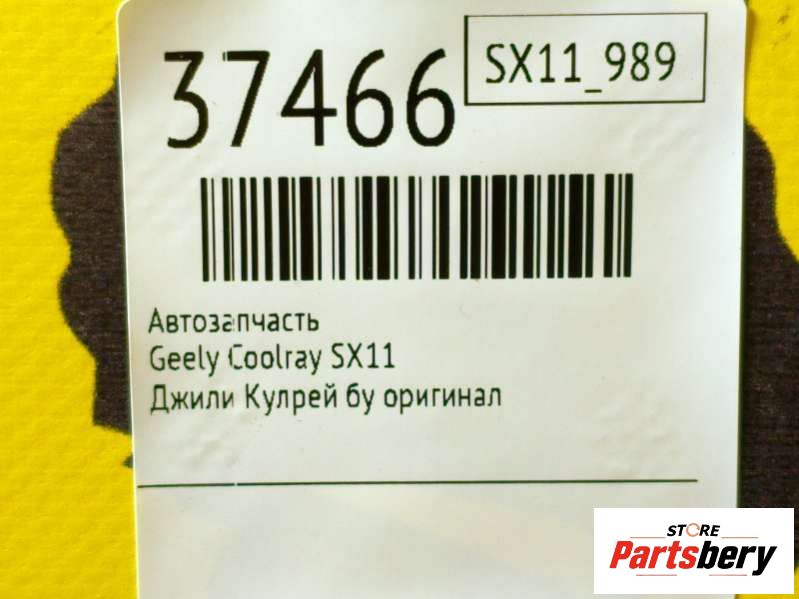 37466
SX11_989
Автозапчасть
Geely Coolray SX11
Джили Кулрей бу оригинал
STORE
Partsbery